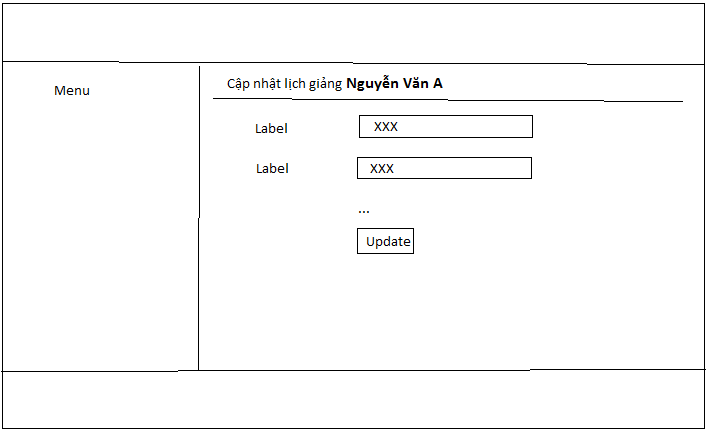 Menu
Cập nhật lịch giảng Nguyễn Văn A
Label XXX
Label XXX
...
Update